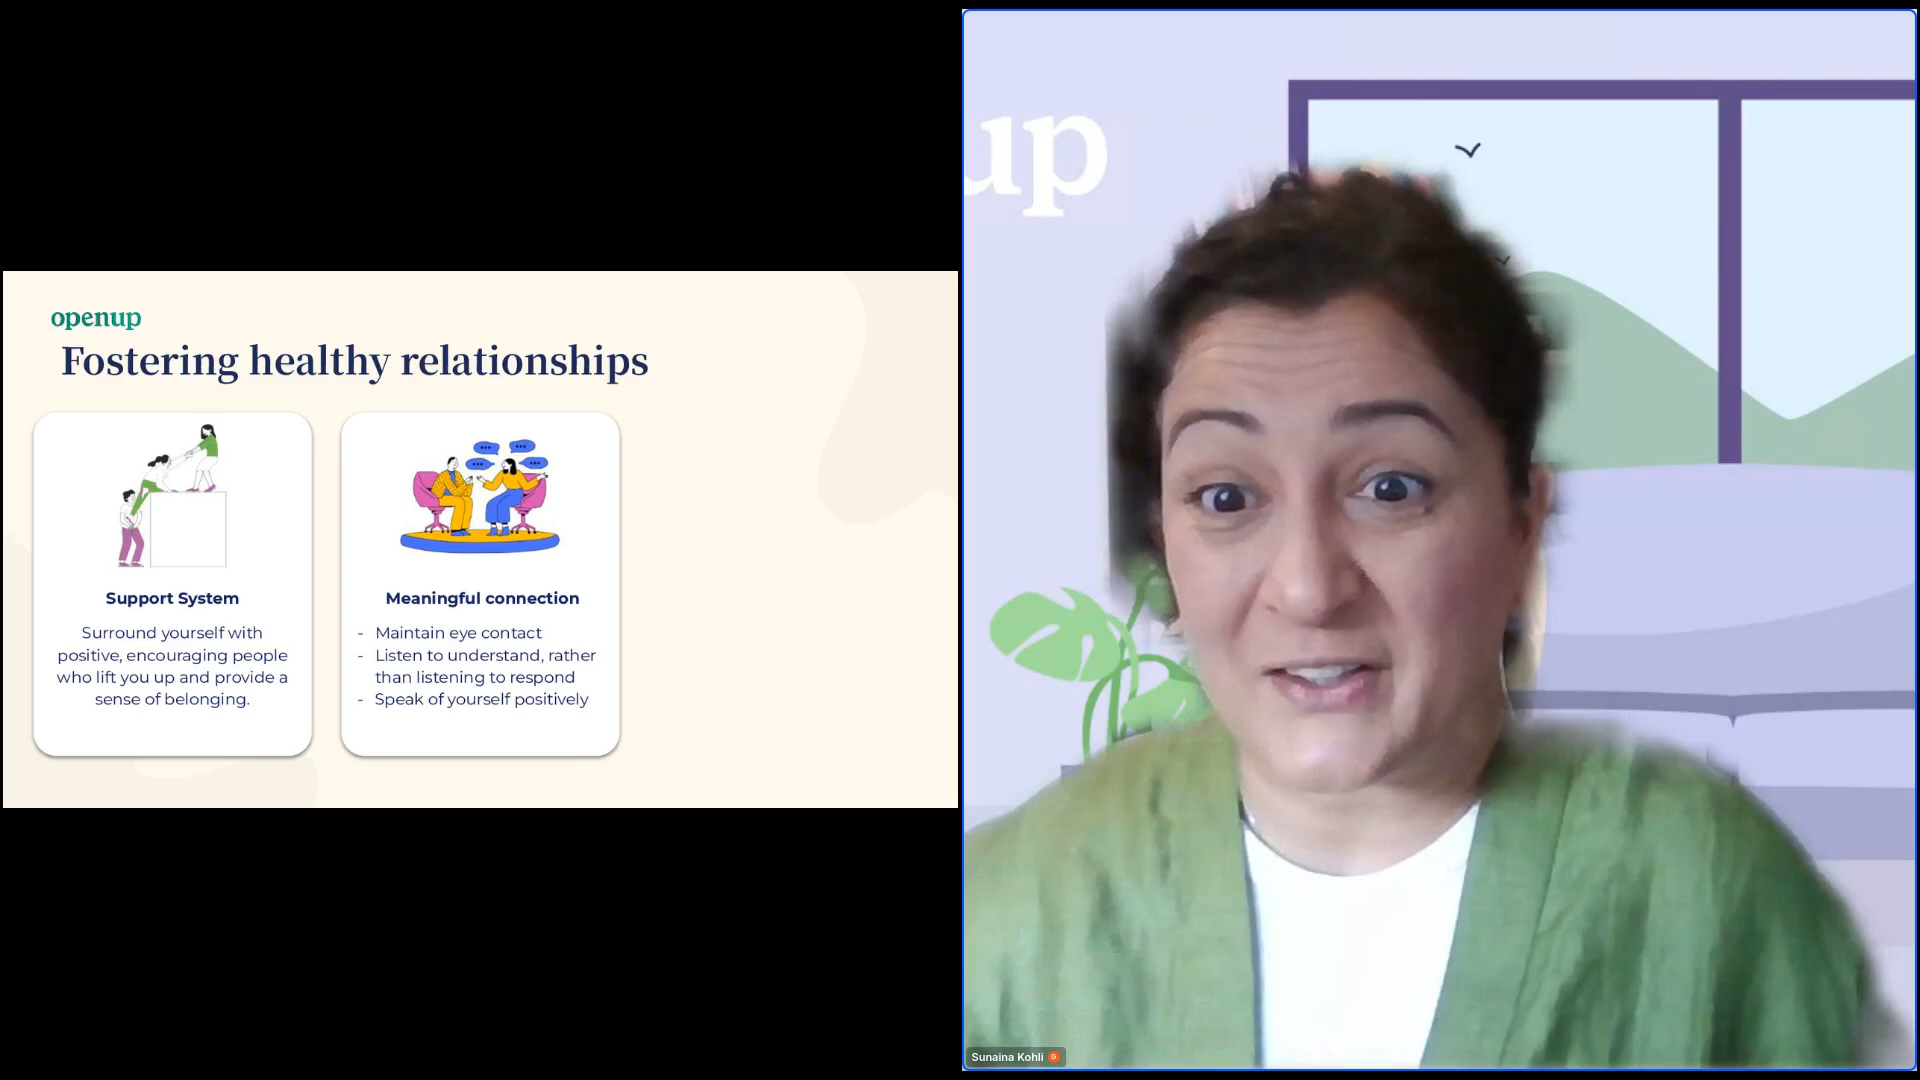 openup
Fostering healthy relationships
Support System
Surround yourself with
positive, encouraging people
who lift you up and provide a
sense of belonging.
Meaningful connection
- Maintain eye contact
- Listen to understand, rather
than listening to respond
- Speak of yourself positively
up
Sunaina Kohli